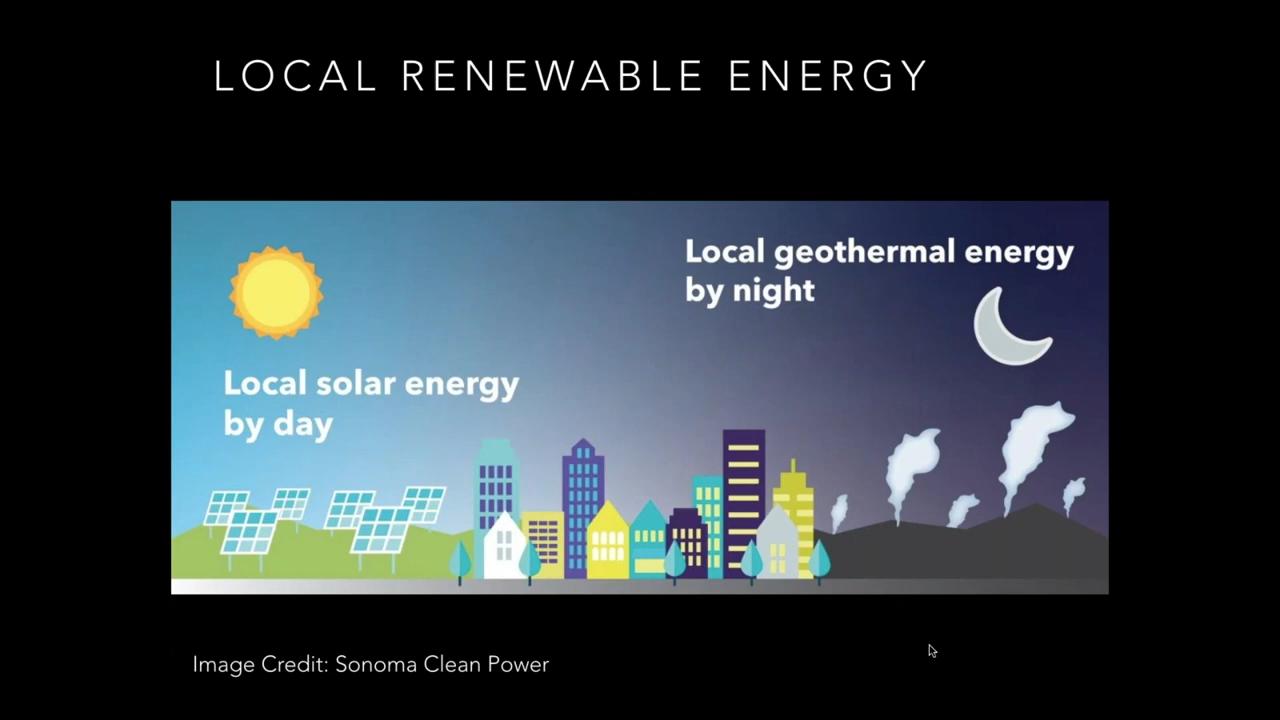 LOCAL RENEWABLE ENERGY
Local geothermal energy
by night
Local solar energy
by day
Image Credit: Sonoma Clean Power